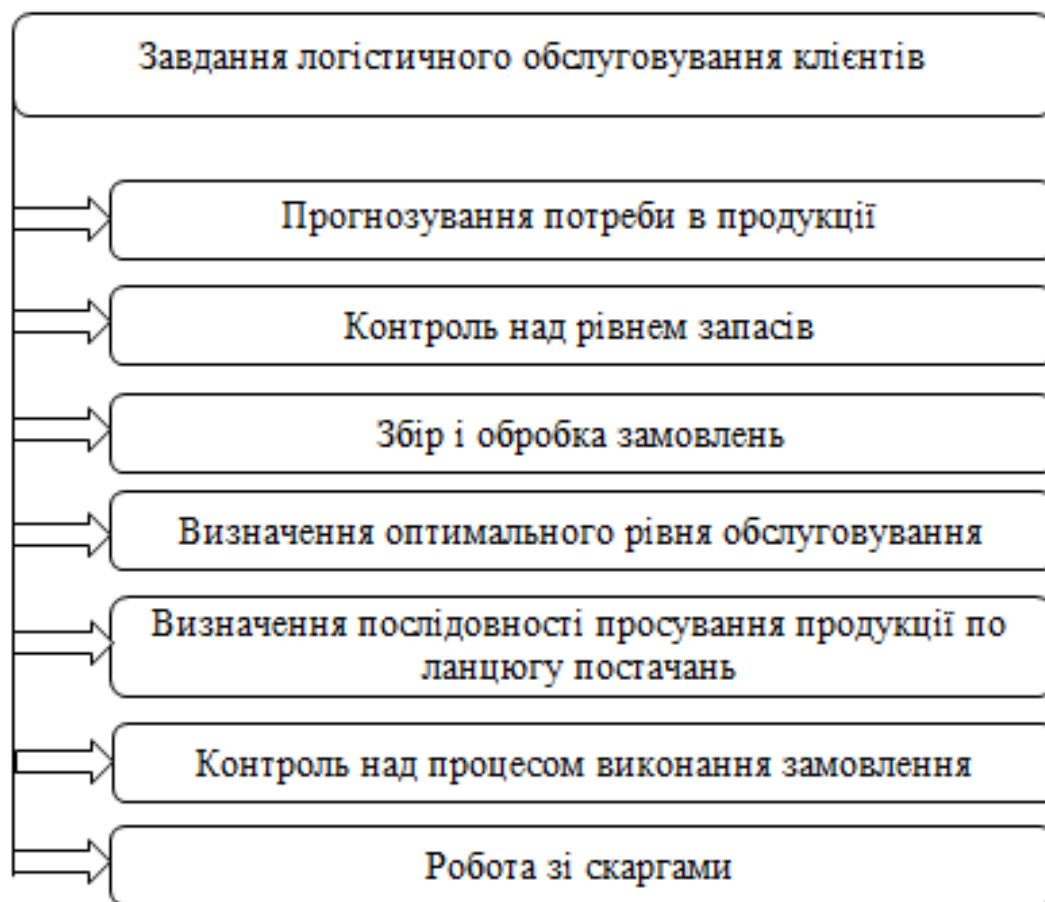 Завдання логістичного обслуговування клієнтів
Прогнозування потреби в продукції
Контроль над рівнем запасів
Збір і обробка замовлень
Визначення оптимального рівня обслуговування
Визначення послідовності просування продукції по
ланцюгу постачань
Контроль над процесом виконання замовлення
Робота зі скаргами